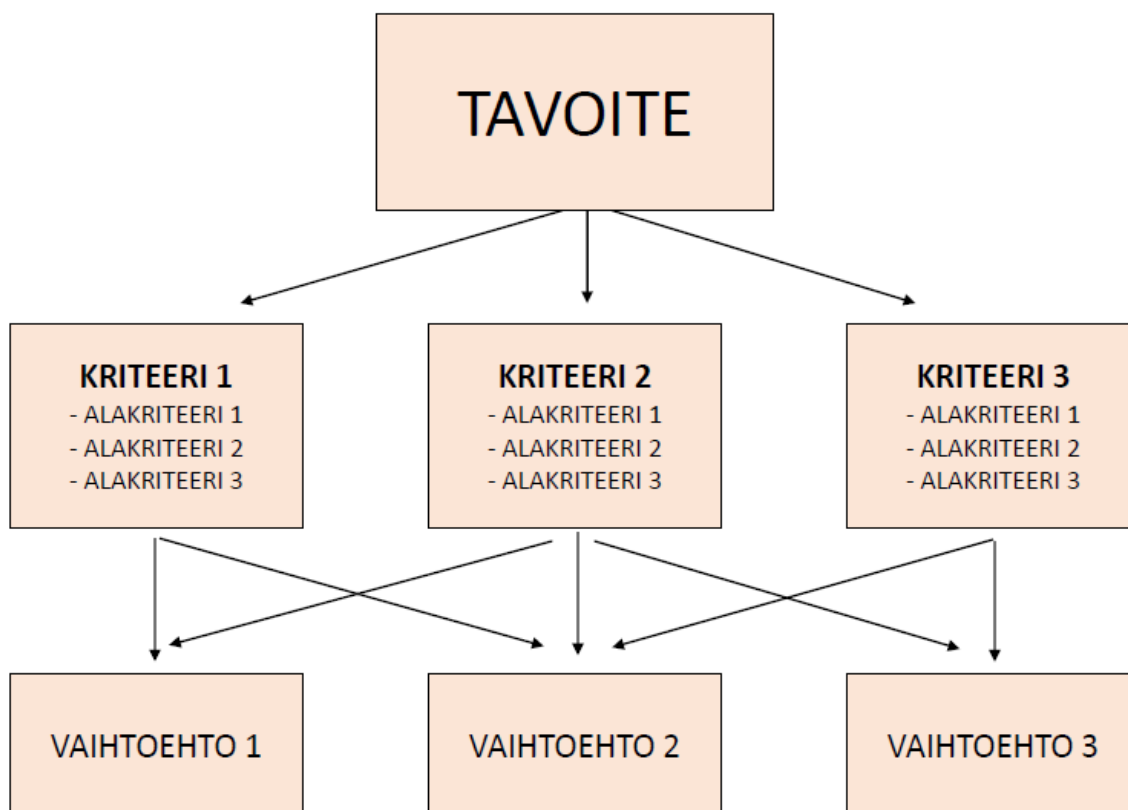 TAVOITE
KRITEERI 1
- ALAKRITEERI 1
- ALAKRITEERI 2
- ALAKRITEERI 3
KRITEERI 2
- ALAKRITEERI 1
- ALAKRITEERI 2
- ALAKRITEERI 3
KRITEERI 3
- ALAKRITEERI 1
- ALAKRITEERI 2
- ALAKRITEERI 3
VAIHTOEHTO 1
VAIHTOEHTO 2
VAIHTOEHTO 3